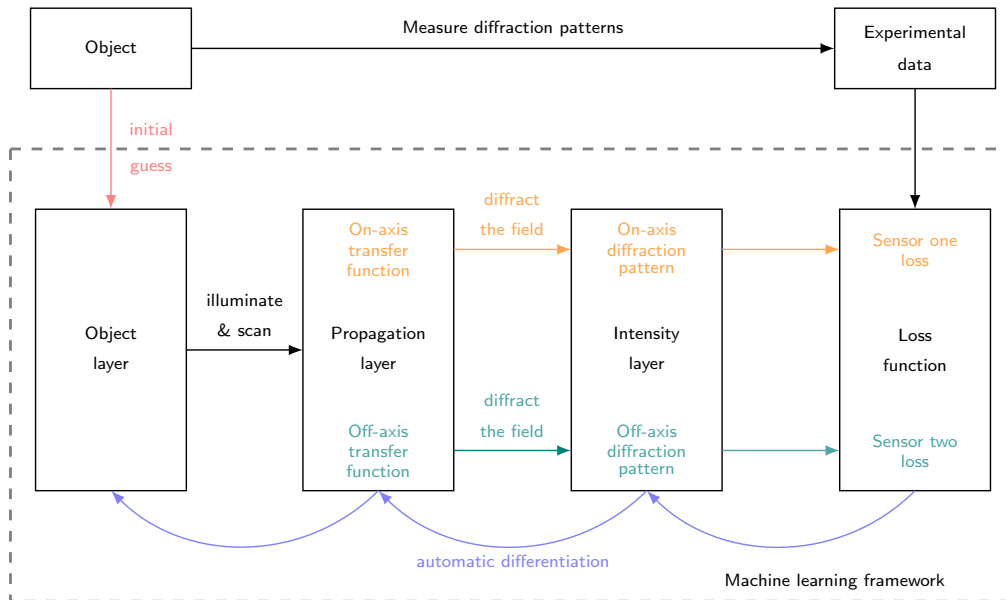 Object
Measure diffraction patterns
Experimental
data
initial
guess
Object
layer
illuminate
& scan
On-axis
transfer
function
Propagation
layer
Off-axis
transfer
function
diffract
the field
diffract
the field
On-axis
diffraction
pattern
Intensity
layer
Off-axis
diffraction
pattern
Sensor one
loss
Loss
function
Sensor two
loss
automatic differentiation
Machine learning framework